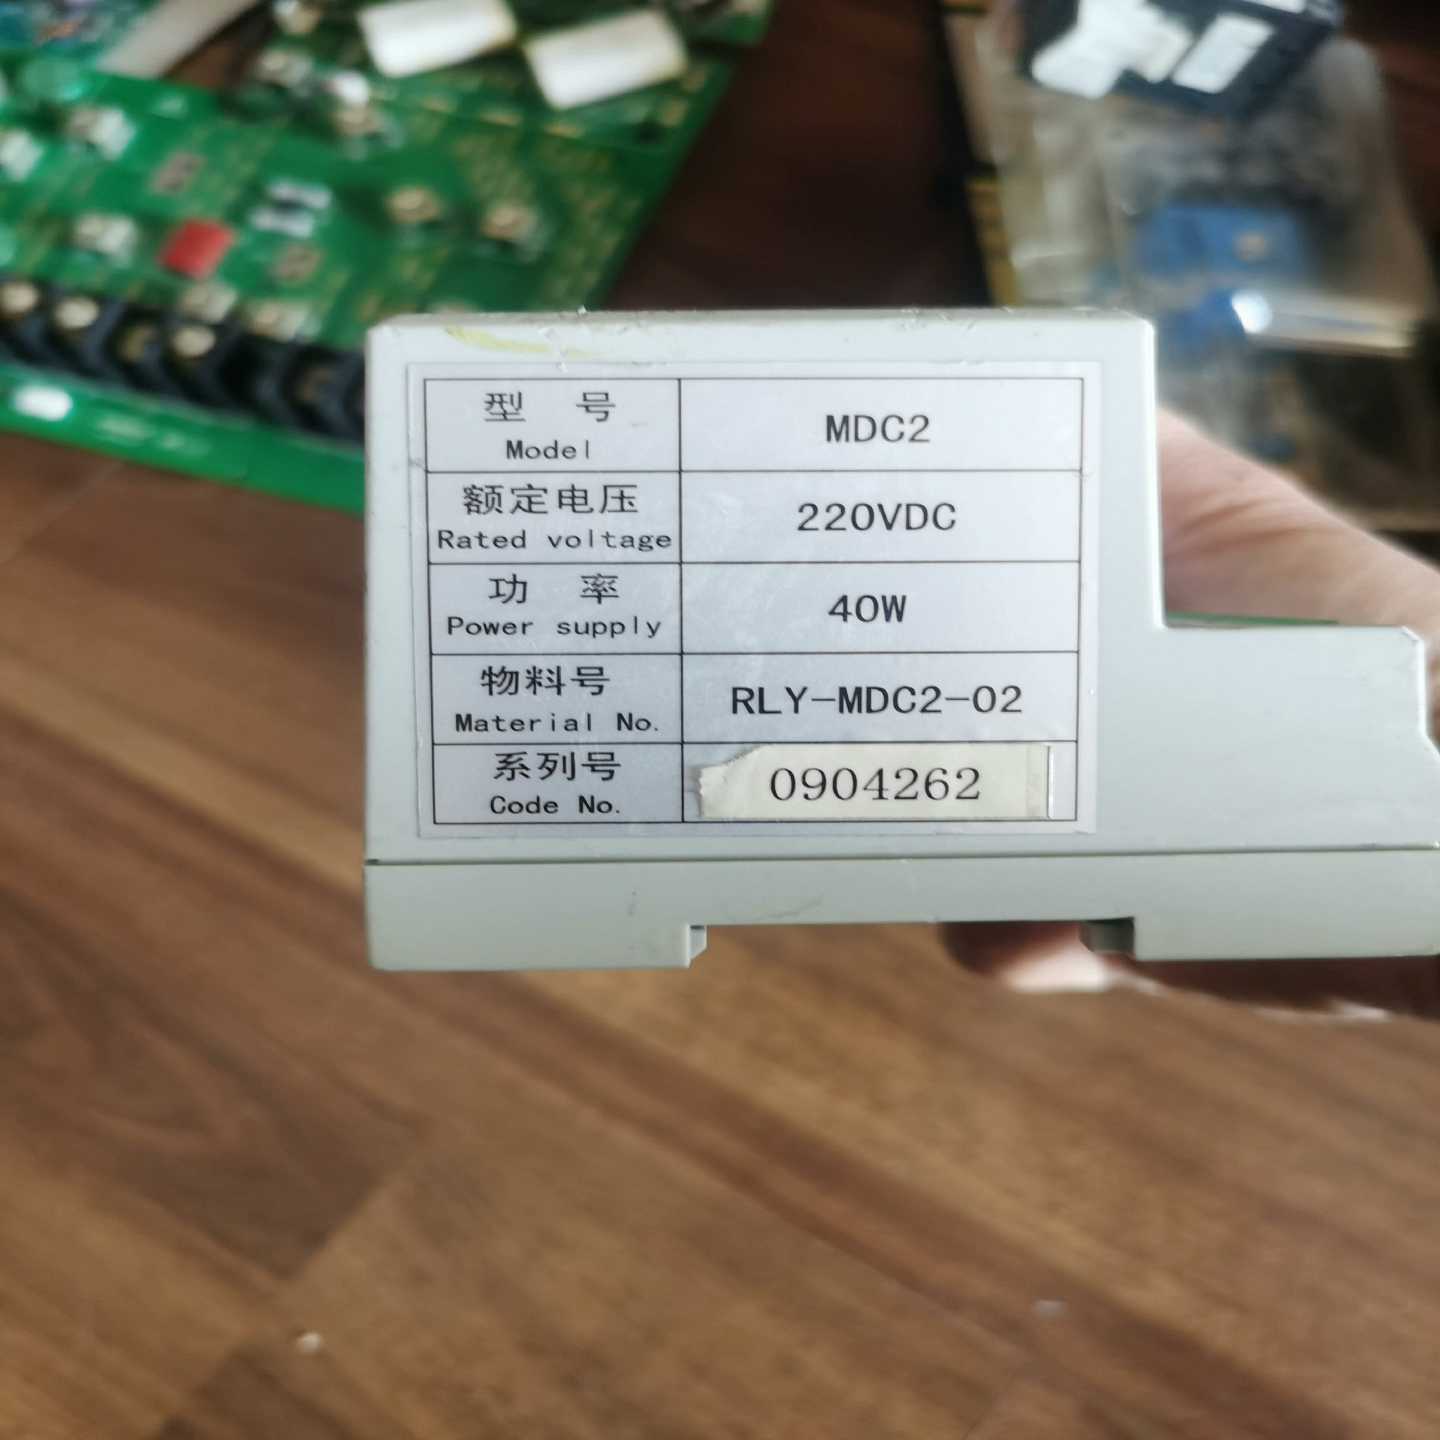 型 号
Model
MDC2
额定电压
Rated voltage
220VDC
功 率
Power supply
40W
物料号
Material No.
RLY-MDC2-02
系列号
Code No.
0904262